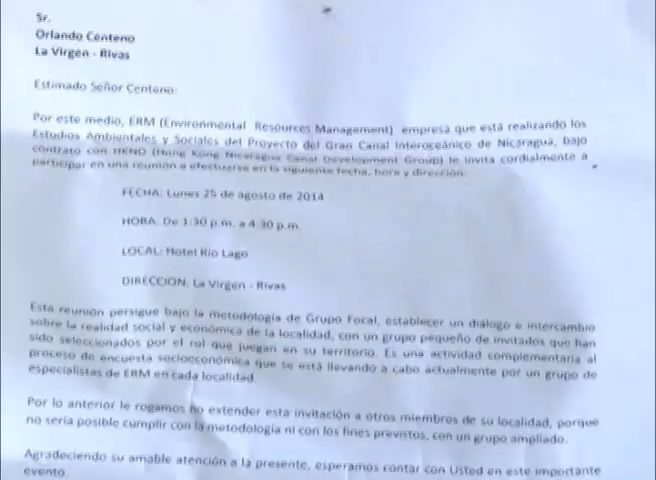 Sr.
Orlando Centeno
La Virgen - Rivas
Estimado Señor Centeno:
Por este medio, ERM (Environmental Resources Management) empresa que está realizando los
Estudios Ambientales y Sociales del Proyecto del Gran Canal Interoceánico de Nicaragua, bajo
contrato con HKND (Hong Kong Nicaragua Canal Development Group) le invita cordialmente a
participar en una reunión a efectuarse en la siguiente fecha, hora y dirección:
FECHA: Lunes 25 de agosto de 2014
HORA: De 1:30 p.m. a 4:30 p.m.
LOCAL: Hotel Río Lago
DIRECCION: La Virgen - Rivas
Esta reunión persigue bajo la metodología de Grupo Focal, establecer un diálogo e intercambio
sobre la realidad social y económica de la localidad, con un grupo pequeño de invitados que han
sido seleccionados por el rol que juegan en su territorio. Es una actividad complementaria al
proceso de encuesta socioeconómica que se está llevando a cabo actualmente por un grupo de
especialistas de ERM en cada localidad.
Por lo anterior le rogamos no extender esta invitación a otros miembros de su localidad, porque
no sería posible cumplir con la metodología ni con los fines previstos, con un grupo ampliado.
Agradeciendo su amable atención a la presente, esperamos contar con Usted en este importante
evento.